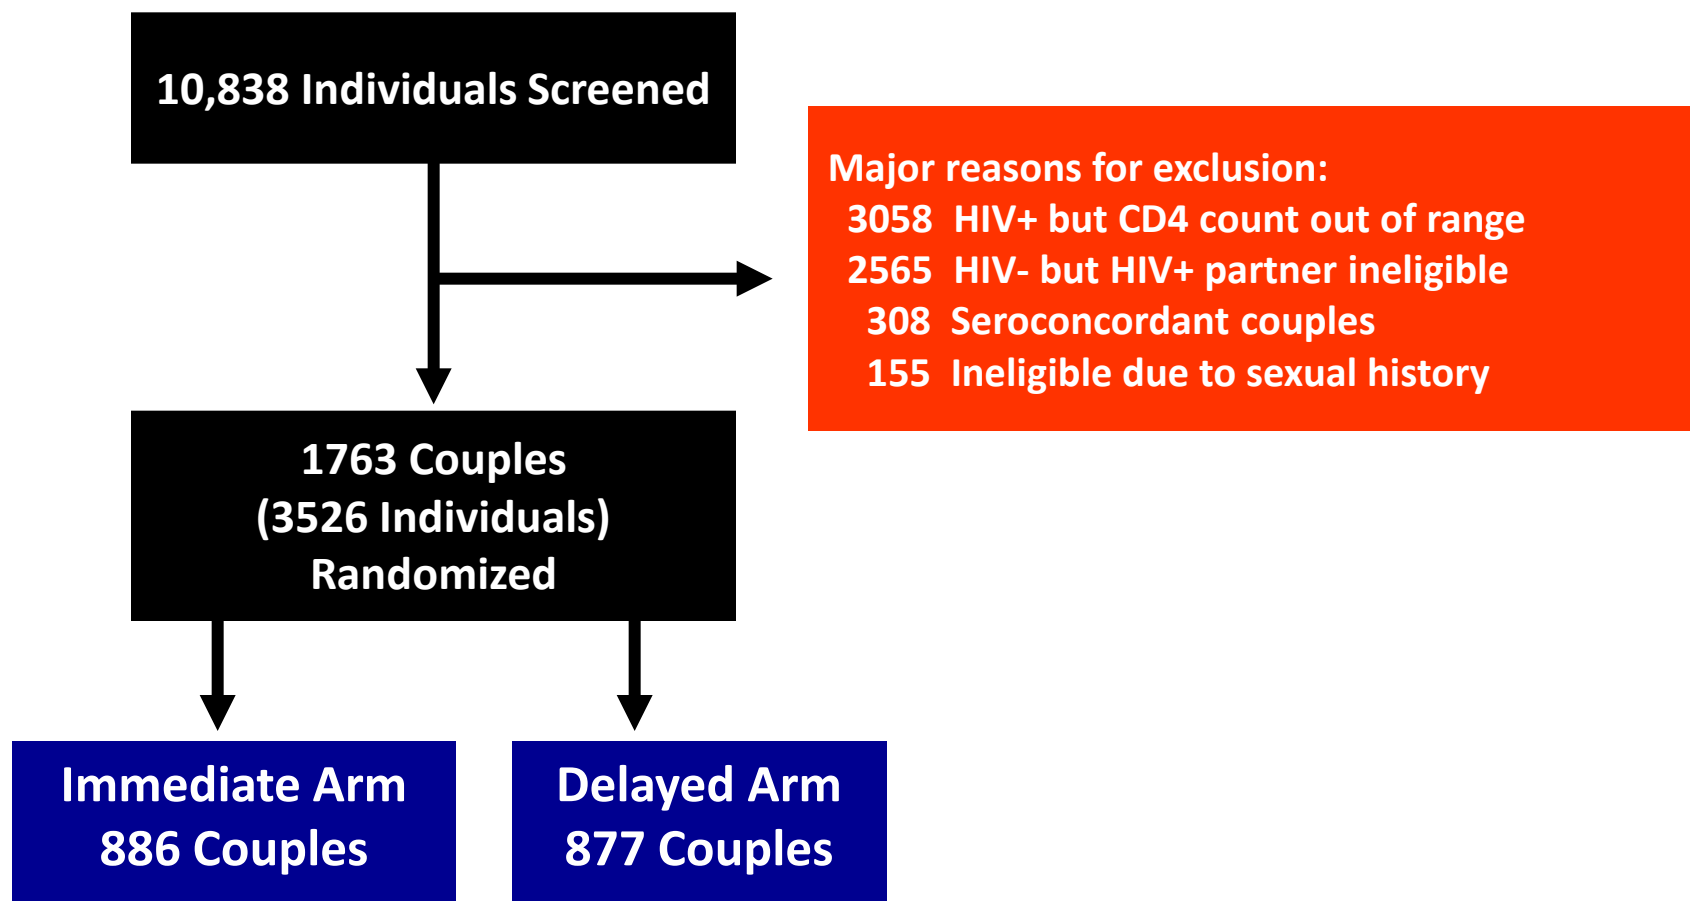 10,838 Individuals Screened
Major reasons for exclusion:
3058 HIV+ but CD4 count out of range
2565 HIV- but HIV+ partner ineligible
308 Seroconcordant couples
155 Ineligible due to sexual history
1763 Couples
(3526 Individuals)
Randomized
Immediate Arm
886 Couples
Delayed Arm
877 Couples